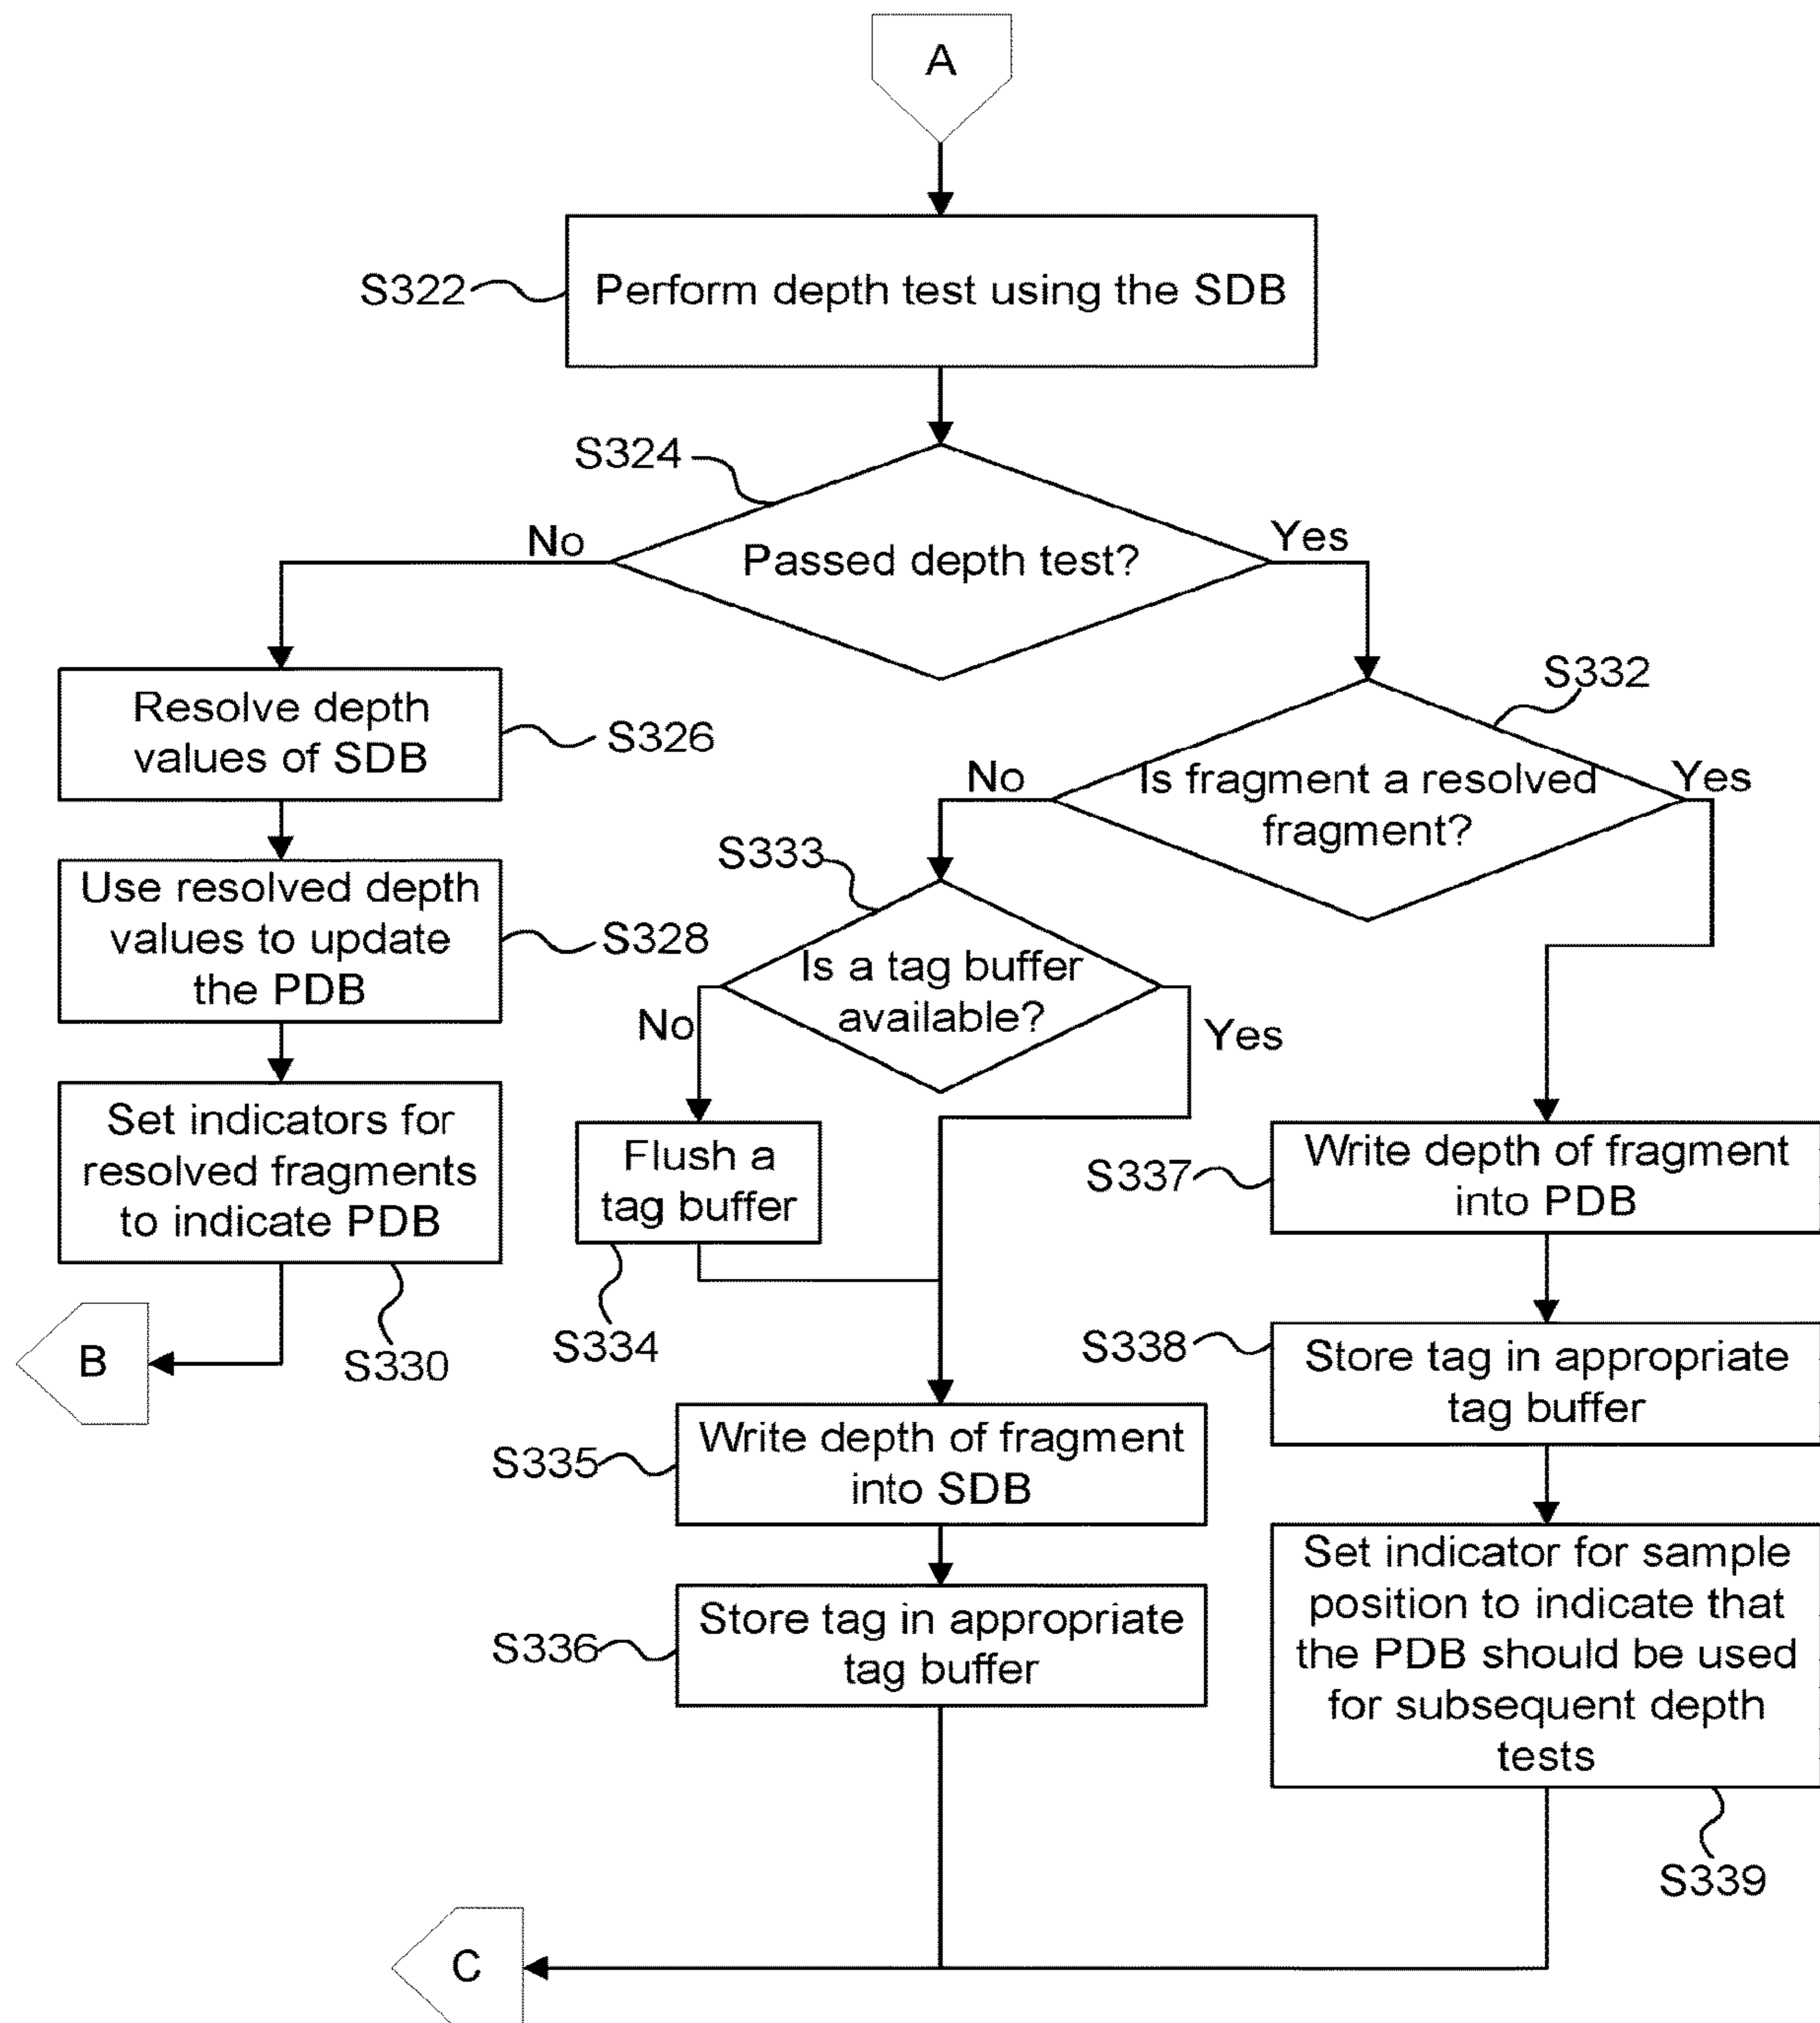 A
S322
Perform depth test using the SDB
S324
No
Passed depth test?
Yes
Resolve depth
values of SDB
S326
S332
No
Is fragment a resolved
fragment?
Yes
S333
Use resolved depth
values to update
the PDB
S328
Is a tag buffer
available?
No
Yes
Set indicators for
resolved fragments
to indicate PDB
Flush a
tag buffer
S337
Write depth of fragment
into PDB
B
S330
S334
S338
Store tag in appropriate
tag buffer
S335
Write depth of fragment
into SDB
S336
Store tag in appropriate
tag buffer
Set indicator for sample
position to indicate that
the PDB should be used
for subsequent depth
tests
S339
C